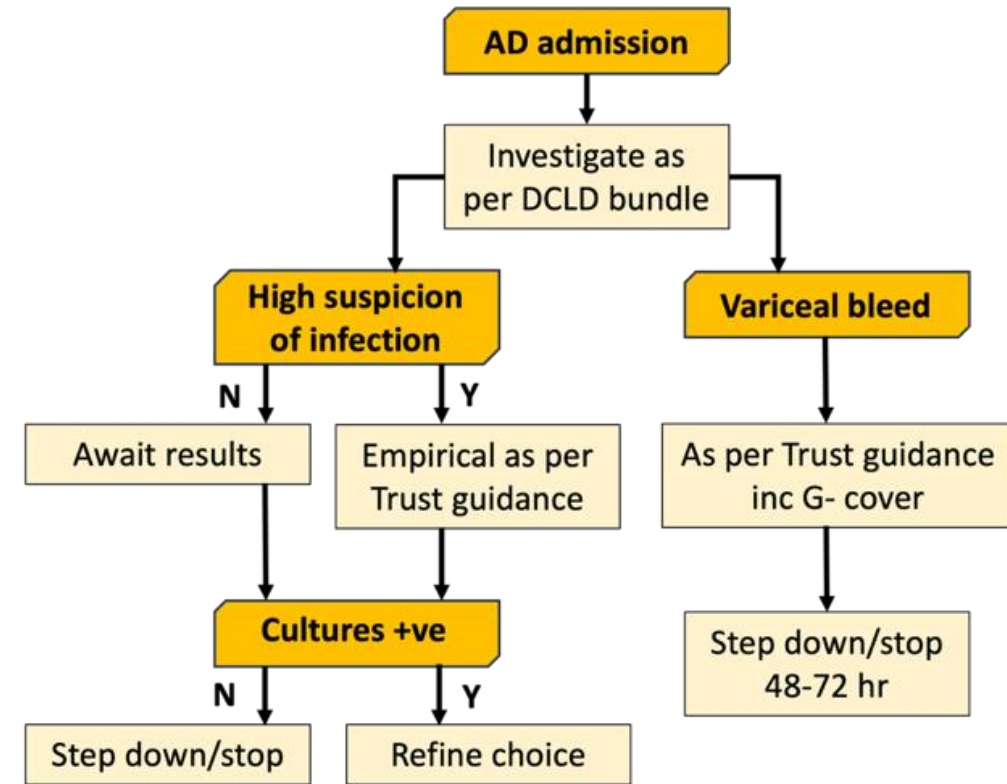 AD admission
Investigate as
per DCLD bundle
High suspicion
of infection
Variceal bleed
N
Y
Await results
Empirical as per
Trust guidance
As per Trust guidance
inc G- cover
Cultures +ve
Step down/stop
48-72 hr
N
Y
Step down/stop
Refine choice